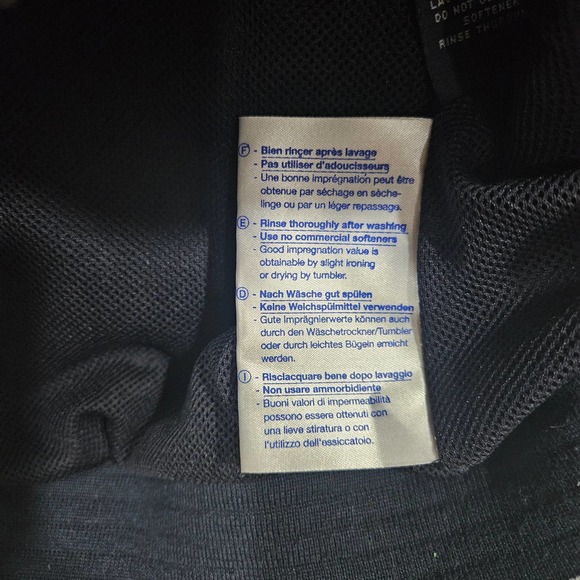 DO NOT
SOFTENER
RINSE
Ⓕ - Bien rinçer après lavage
- Pas utiliser d'adoucisseurs
- Une bonne imprégnation peut être
obtenue par séchage en sèche-
linge ou par un léger repassage.
Ⓔ - Rinse thoroughly after washing
- Use no commercial softeners
- Good impregnation value is
obtainable by slight ironing
or drying by tumbler.
Ⓓ - Nach Wäsche gut spülen
- Keine Weichspülmittel verwenden
- Gute Imprägnierwerte können auch
durch den Wäschetrockner/Tumbler
oder durch leichtes Bügeln erreicht
werden.
Ⓘ - Risciacquare bene dopo lavaggio
- Non usare ammorbidiente
- Buoni valori di impermeabilità
possono essere ottenuti con
una lieve stiratura o con
l'utilizzo dell'essiccatoio.